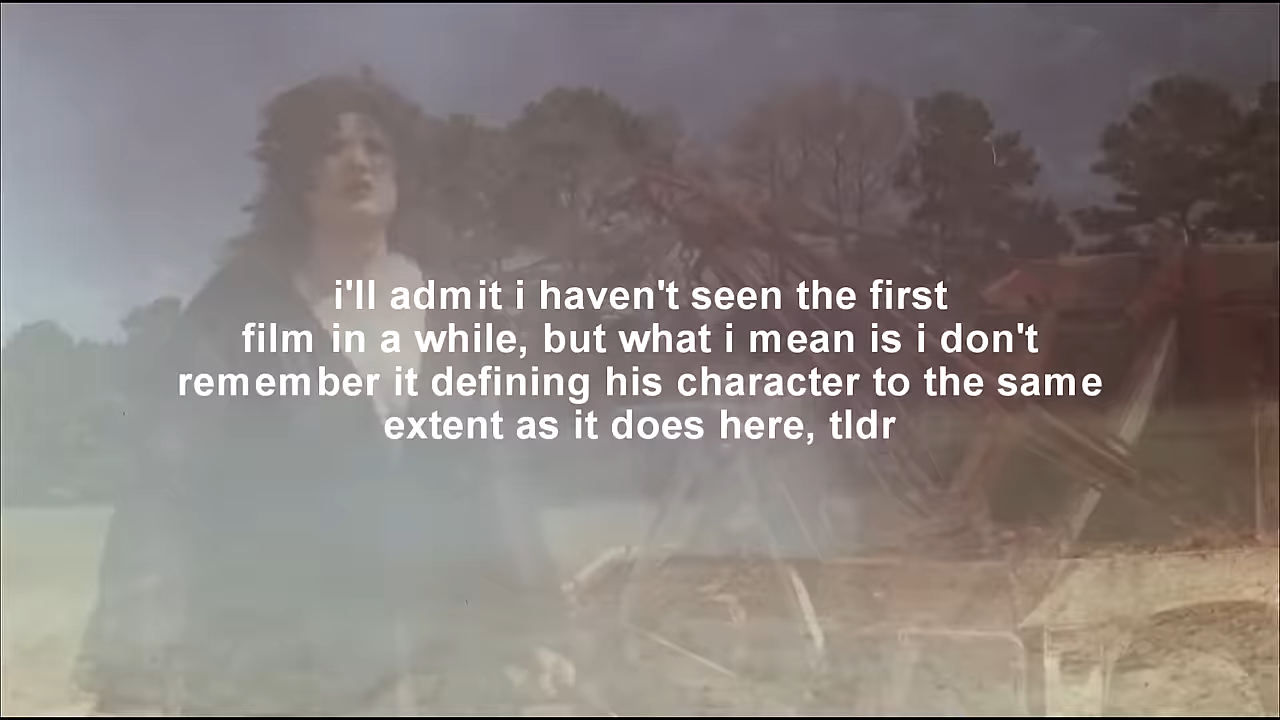 i'll admit i haven't seen the first
film in a while, but what i mean is i don't
remember it defining his character to the same
extent as it does here, tldr